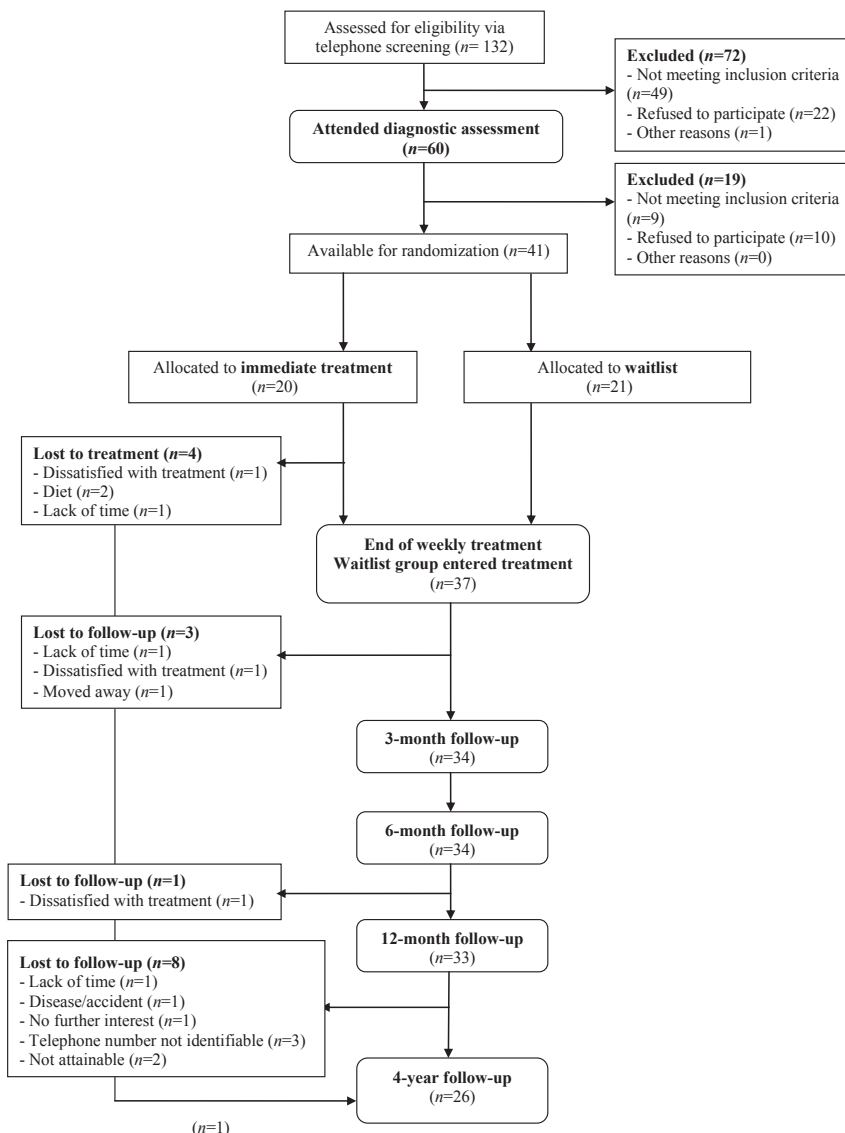 Assessed for eligibility via
telephone screening (n= 132)
Excluded (n=72)
- Not meeting inclusion criteria
(n=49)
- Refused to participate (n=22)
- Other reasons (n=1)
Attended diagnostic assessment
(n=60)
Excluded (n=19)
- Not meeting inclusion criteria
(n=9)
- Refused to participate (n=10)
- Other reasons (n=0)
Available for randomization (n=41)
Allocated to immediate treatment
(n=20)
Allocated to waitlist
(n=21)
Lost to treatment (n=4)
- Dissatisfied with treatment (n=1)
- Diet (n=2)
- Lack of time (n=1)
End of weekly treatment
Waitlist group entered treatment
(n=37)
Lost to follow-up (n=3)
- Lack of time (n=1)
- Dissatisfied with treatment (n=1)
- Moved away (n=1)
3-month follow-up
(n=34)
6-month follow-up
(n=34)
Lost to follow-up (n=1)
- Dissatisfied with treatment (n=1)
12-month follow-up
(n=33)
Lost to follow-up (n=8)
- Lack of time (n=1)
- Disease/accident (n=1)
- No further interest (n=1)
- Telephone number not identifiable (n=3)
- Not attainable (n=2)
4-year follow-up
(n=26)
(n=1)